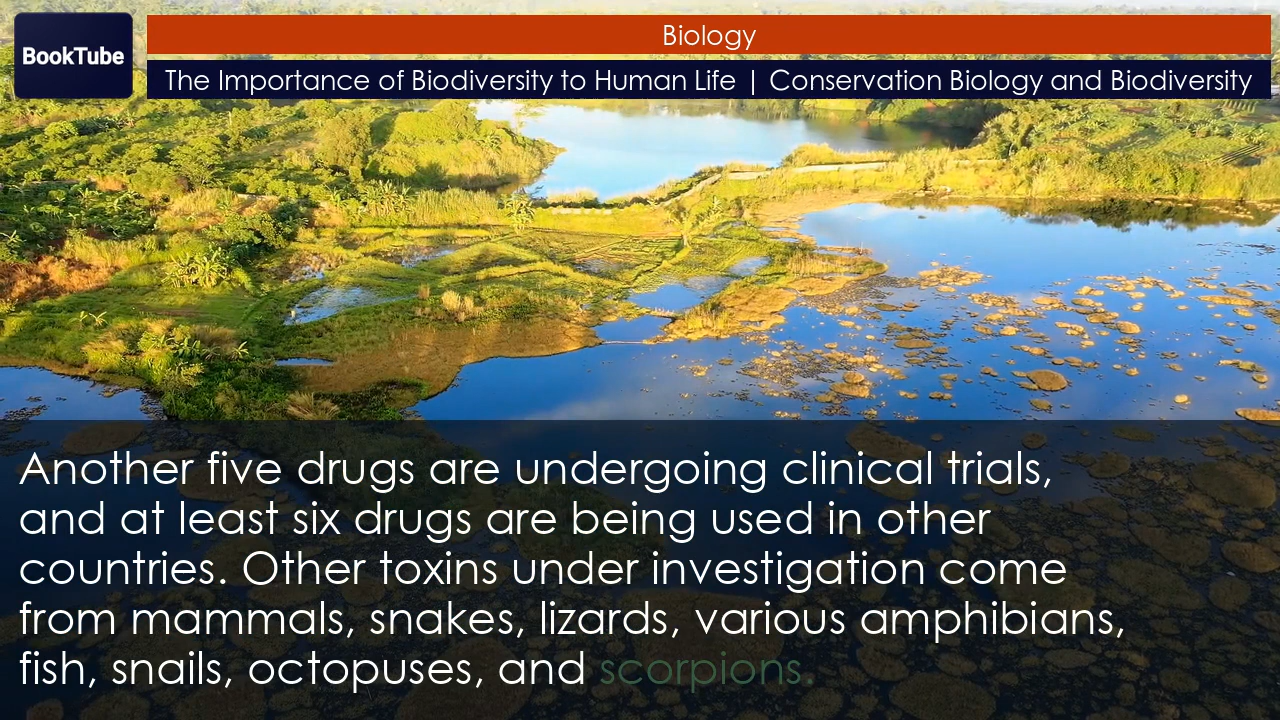 BookTube
Biology
The Importance of Biodiversity to Human Life | Conservation Biology and Biodiversity
Another five drugs are undergoing clinical trials,
and at least six drugs are being used in other
countries. Other toxins under investigation come
from mammals, snakes, lizards, various amphibians,
fish, snails, octopuses, and scorpions.